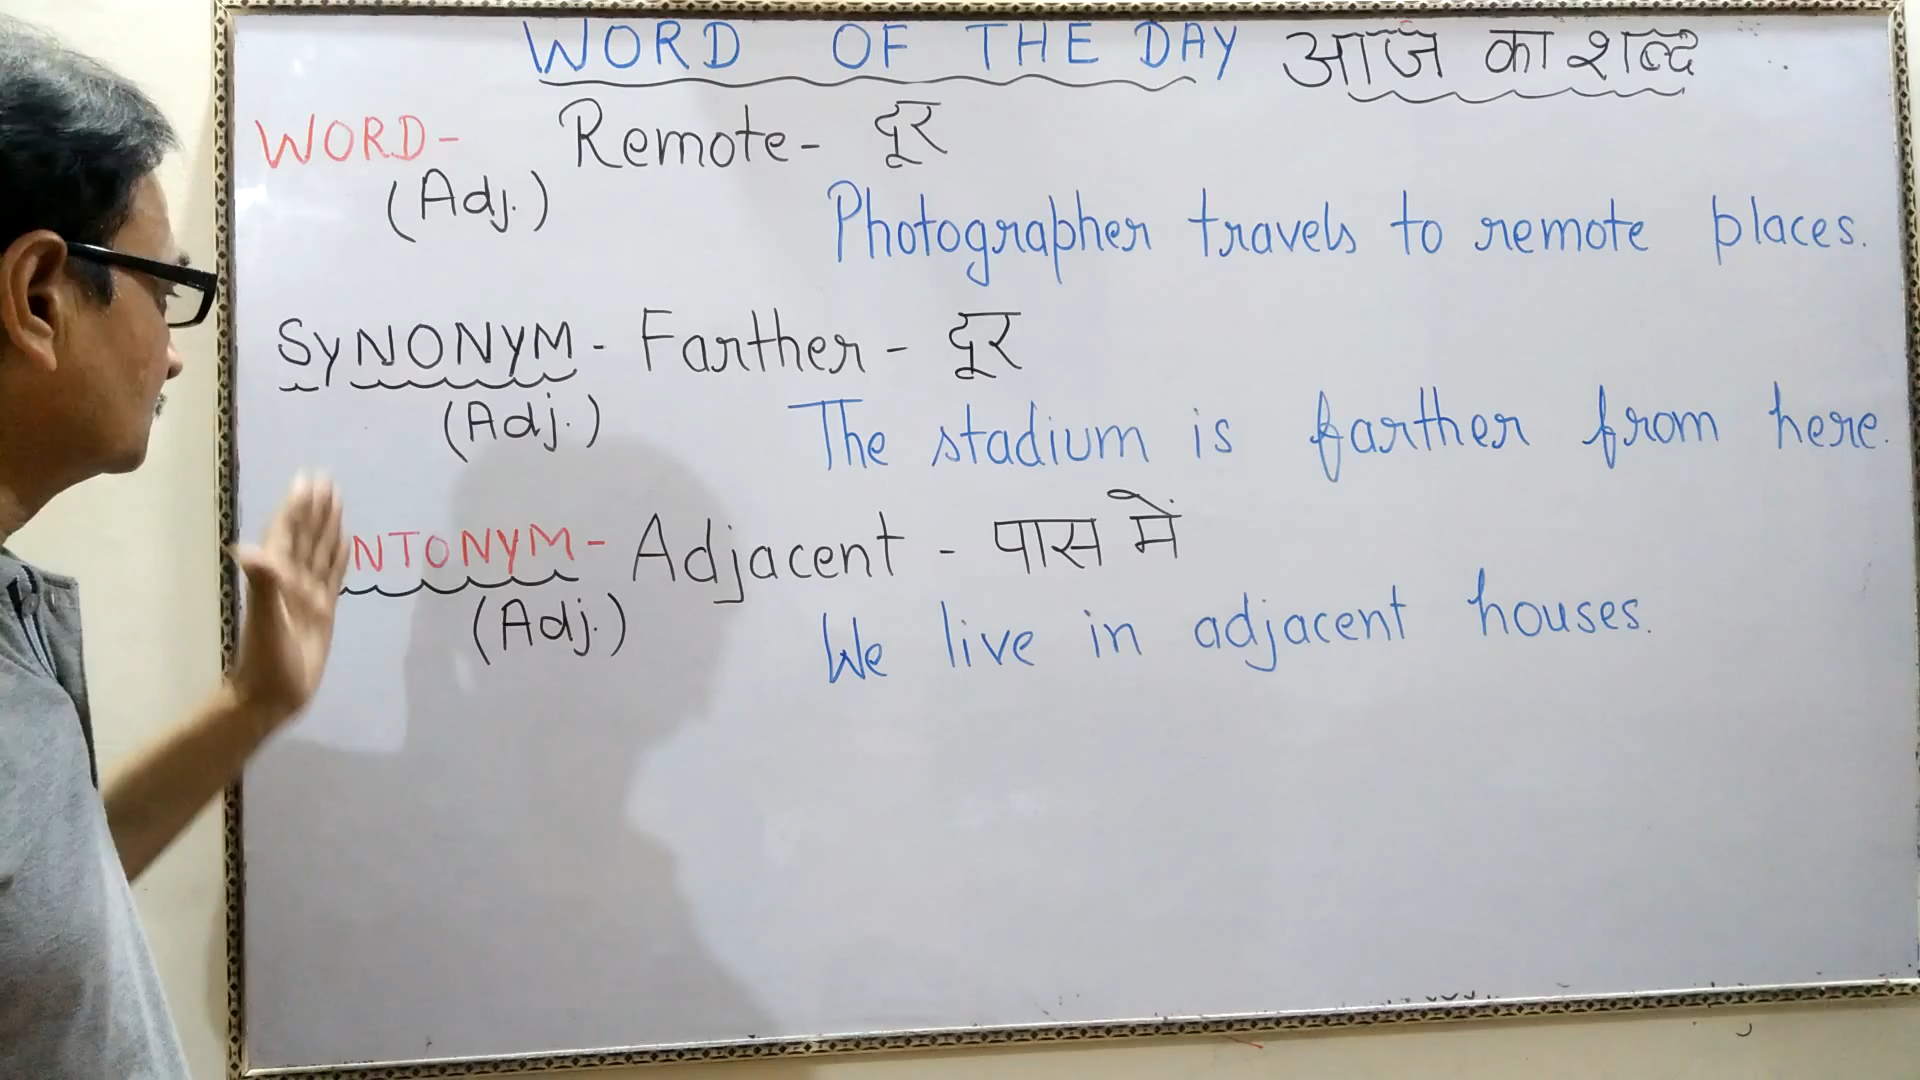 WORD OF THE DAY आज का शब्द
WORD- Remote- दूर
(Adj.)
Photographer travels to remote places.
SYNONYM- Farther- दूर
(Adj.)
The stadium is farther from here.
NTONYM- Adjacent - पास में
(Adj.)
We live in adjacent houses.